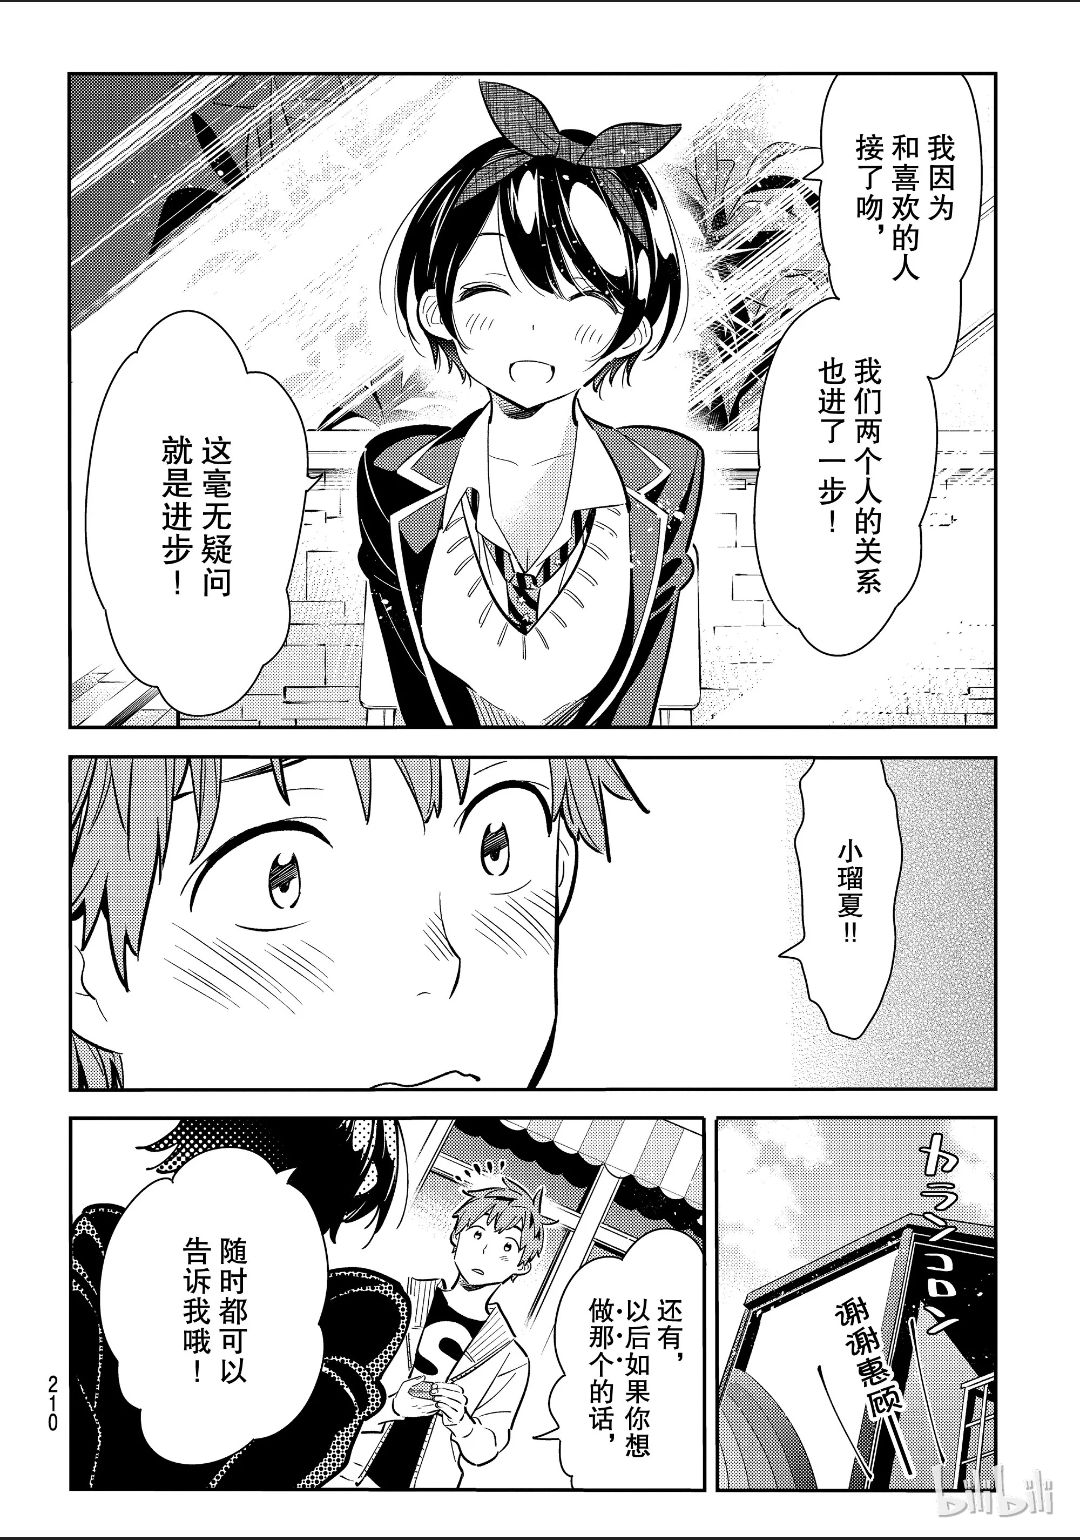 我因为
和喜欢的人
接了吻，
我们两个人的关系
也进了一步！
这毫无疑问
就是进步！
小瑠夏!!
カランコロン
谢谢惠顾—
还有，
以后如果你想
做那个的话，
随时都可以
告诉我哦！
S
210
bilibili